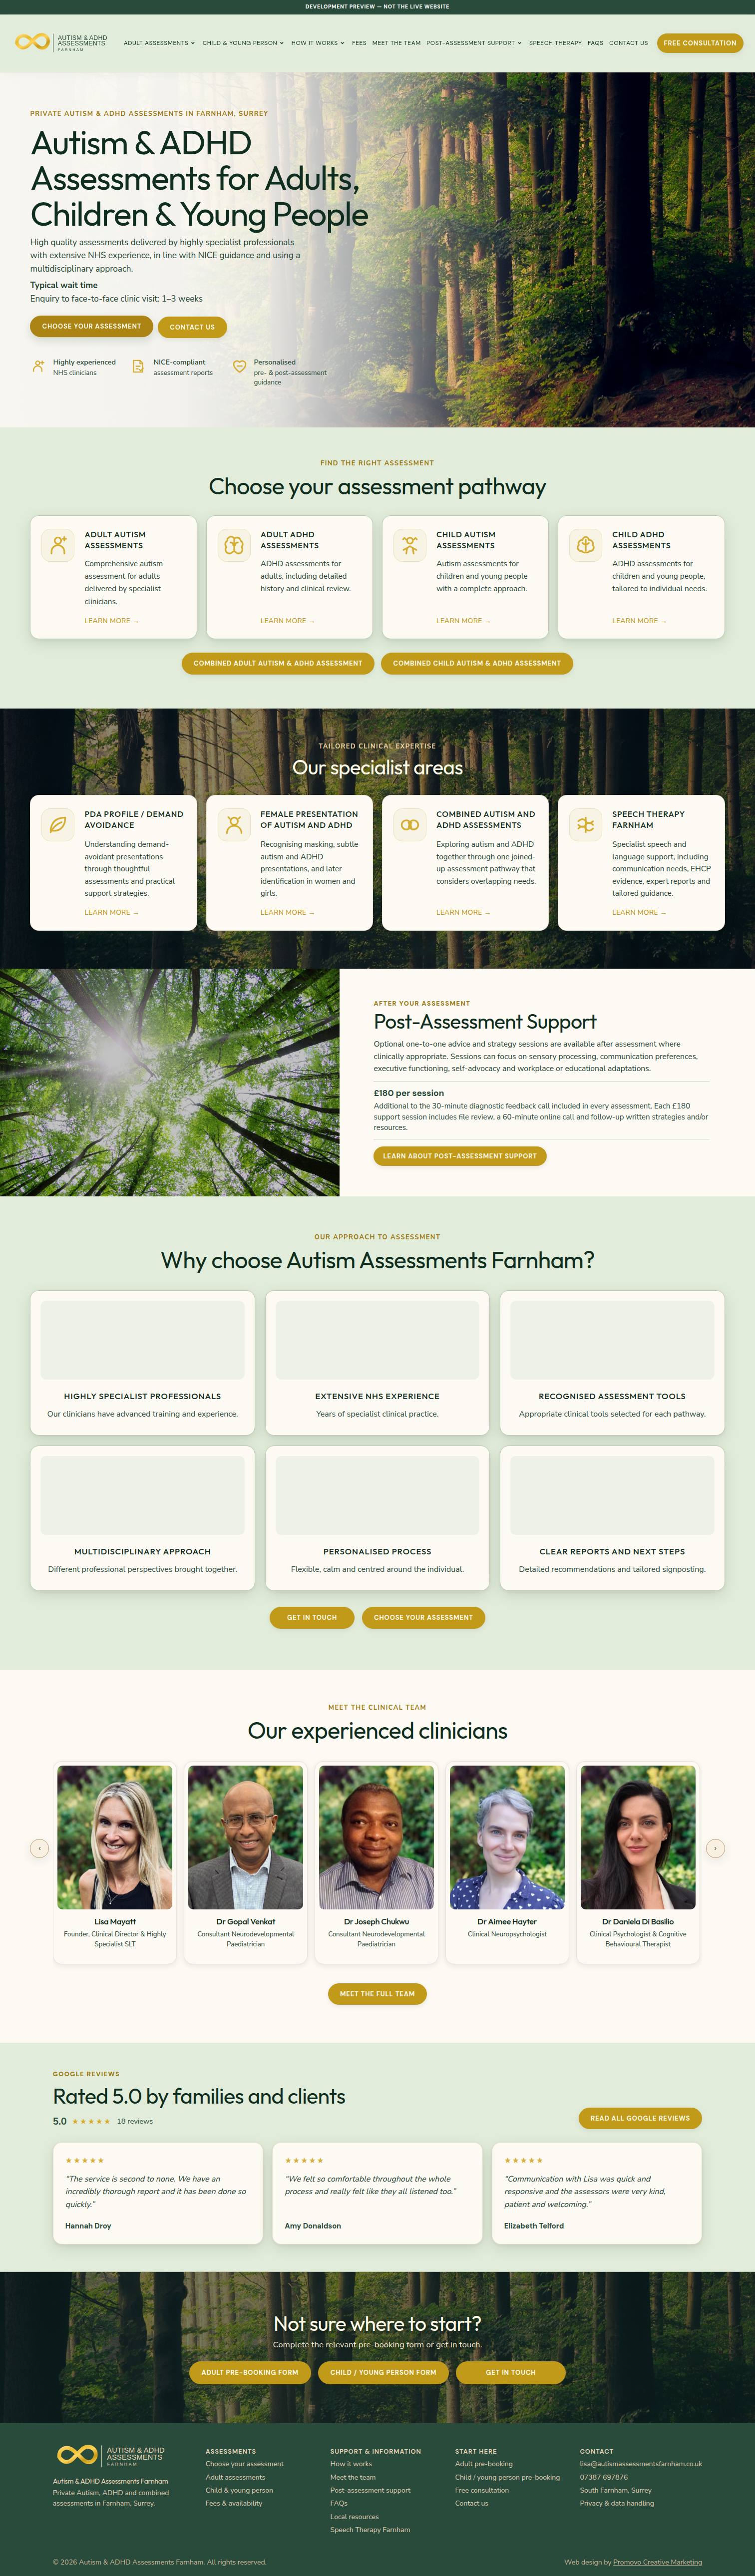 DEVELOPMENT PREVIEW — NOT THE LIVE WEBSITE
AUTISM & ADHD
ASSESSMENTS
FARNHAM
ADULT ASSESSMENTS
CHILD & YOUNG PERSON
HOW IT WORKS
FEES
MEET THE TEAM
POST-ASSESSMENT SUPPORT
SPEECH THERAPY
FAQS
CONTACT US
FREE CONSULTATION
PRIVATE AUTISM & ADHD ASSESSMENTS IN FARNHAM, SURREY
Autism & ADHD
Assessments for Adults,
Children & Young People
High quality assessments delivered by highly specialist professionals
with extensive NHS experience, in line with NICE guidance and using a
multidisciplinary approach.
Typical wait time
Enquiry to face-to-face clinic visit: 1–3 weeks
CHOOSE YOUR ASSESSMENT
CONTACT US
Highly experienced
NHS clinicians
NICE-compliant
assessment reports
Personalised
pre- & post-assessment
guidance
FIND THE RIGHT ASSESSMENT
Choose your assessment pathway
ADULT AUTISM
ASSESSMENTS
Comprehensive autism
assessment for adults
delivered by specialist
clinicians.
LEARN MORE →
ADULT ADHD
ASSESSMENTS
ADHD assessments for
adults, including detailed
history and clinical review.
LEARN MORE →
CHILD AUTISM
ASSESSMENTS
Autism assessments for
children and young people
with a complete approach.
LEARN MORE →
CHILD ADHD
ASSESSMENTS
ADHD assessments for
children and young people,
tailored to individual needs.
LEARN MORE →
COMBINED ADULT AUTISM & ADHD ASSESSMENT
COMBINED CHILD AUTISM & ADHD ASSESSMENT
TAILORED CLINICAL EXPERTISE
Our specialist areas
PDA PROFILE / DEMAND
AVOIDANCE
Understanding demand-
avoidant presentations
through thoughtful
assessments and practical
support strategies.
LEARN MORE →
FEMALE PRESENTATION
OF AUTISM AND ADHD
Recognising masking, subtle
autism and ADHD
presentations, and later
identification in women and
girls.
LEARN MORE →
COMBINED AUTISM AND
ADHD ASSESSMENTS
Exploring autism and ADHD
together through one joined-
up assessment pathway that
considers overlapping needs.
LEARN MORE →
SPEECH THERAPY
FARNHAM
Specialist speech and
language support, including
communication needs, EHCP
evidence, expert reports and
tailored guidance.
LEARN MORE →
AFTER YOUR ASSESSMENT
Post-Assessment Support
Optional one-to-one advice and strategy sessions are available after assessment where
clinically appropriate. Sessions can focus on sensory processing, communication preferences,
executive functioning, self-advocacy and workplace or educational adaptations.
£180 per session
Additional to the 30-minute diagnostic feedback call included in every assessment. Each £180
support session includes file review, a 60-minute online call and follow-up written strategies and/or
resources.
LEARN ABOUT POST-ASSESSMENT SUPPORT
OUR APPROACH TO ASSESSMENT
Why choose Autism Assessments Farnham?
HIGHLY SPECIALIST PROFESSIONALS
Our clinicians have advanced training and experience.
EXTENSIVE NHS EXPERIENCE
Years of specialist clinical practice.
RECOGNISED ASSESSMENT TOOLS
Appropriate clinical tools selected for each pathway.
MULTIDISCIPLINARY APPROACH
Different professional perspectives brought together.
PERSONALISED PROCESS
Flexible, calm and centred around the individual.
CLEAR REPORTS AND NEXT STEPS
Detailed recommendations and tailored signposting.
GET IN TOUCH
CHOOSE YOUR ASSESSMENT
MEET THE CLINICAL TEAM
Our experienced clinicians
‹
Lisa Mayatt
Founder, Clinical Director & Highly
Specialist SLT
Dr Gopal Venkat
Consultant Neurodevelopmental
Paediatrician
Dr Joseph Chukwu
Consultant Neurodevelopmental
Paediatrician
Dr Aimee Hayter
Clinical Neuropsychologist
Dr Daniela Di Basilio
Clinical Psychologist & Cognitive
Behavioural Therapist
›
MEET THE FULL TEAM
GOOGLE REVIEWS
Rated 5.0 by families and clients
5.0 ★★★★★ 18 reviews
READ ALL GOOGLE REVIEWS
★★★★★
"The service is second to none. We have an
incredibly thorough report and it has been done so
quickly."
Hannah Droy
★★★★★
"We felt so comfortable throughout the whole
process and really felt like they all listened too."
Amy Donaldson
★★★★★
"Communication with Lisa was quick and
responsive and the assessors were very kind,
patient and welcoming."
Elizabeth Telford
Not sure where to start?
Complete the relevant pre-booking form or get in touch.
ADULT PRE-BOOKING FORM
CHILD / YOUNG PERSON FORM
GET IN TOUCH
AUTISM & ADHD
ASSESSMENTS
FARNHAM
Autism & ADHD Assessments Farnham
Private Autism, ADHD and combined
assessments in Farnham, Surrey.
ASSESSMENTS
Choose your assessment
Adult assessments
Child & young person
Fees & availability
SUPPORT & INFORMATION
How it works
Meet the team
Post-assessment support
FAQs
Local resources
Speech Therapy Farnham
START HERE
Adult pre-booking
Child / young person pre-booking
Free consultation
Contact us
CONTACT
lisa@autismassessmentsfarnham.co.uk
07387 697876
South Farnham, Surrey
Privacy & data handling
© 2026 Autism & ADHD Assessments Farnham. All rights reserved.
Web design by Promovo Creative Marketing